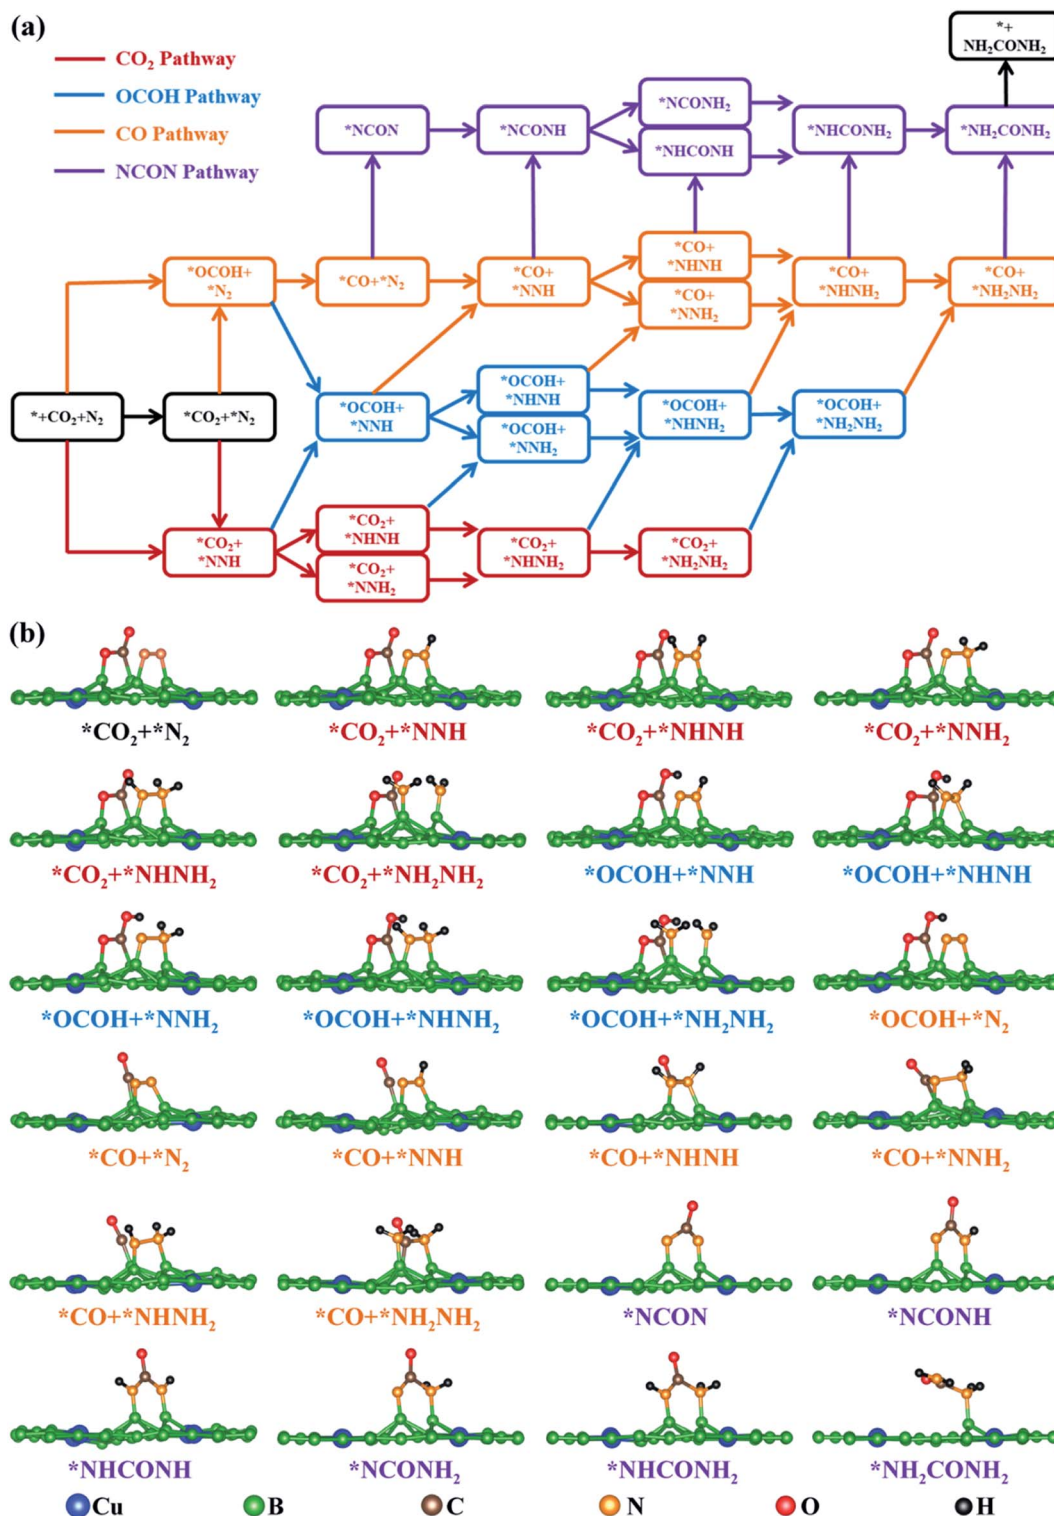 (a)
CO₂ Pathway
OCOH Pathway
CO Pathway
NCON Pathway
*+
NH₂CONH₂
*NCON
*NCONH
*NCONH₂
*NHCONH
*NHCONH₂
*NH₂CONH₂
*OCOH+
*N₂
*CO+*N₂
*CO+
*NNH
*CO+
*NHNH
*CO+
*NNH₂
*CO+
*NHNH₂
*CO+
*NH₂NH₂
*+CO₂+N₂
*CO₂+*N₂
*OCOH+
*NNH
*OCOH+
*NHNH
*OCOH+
*NNH₂
*OCOH+
*NHNH₂
*OCOH+
*NH₂NH₂
*CO₂+
*NNH
*CO₂+
*NHNH
*CO₂+
*NNH₂
*CO₂+
*NHNH₂
*CO₂+
*NH₂NH₂
(b)
*CO₂+*N₂
*CO₂+*NNH
*CO₂+*NHNH
*CO₂+*NNH₂
*CO₂+*NHNH₂
*CO₂+*NH₂NH₂
*OCOH+*NNH
*OCOH+*NHNH
*OCOH+*NNH₂
*OCOH+*NHNH₂
*OCOH+*NH₂NH₂
*OCOH+*N₂
*CO+*N₂
*CO+*NNH
*CO+*NHNH
*CO+*NNH₂
*CO+*NHNH₂
*CO+*NH₂NH₂
*NCON
*NCONH
*NHCONH
*NCONH₂
*NHCONH₂
*NH₂CONH₂
Cu
B
C
N
O
H